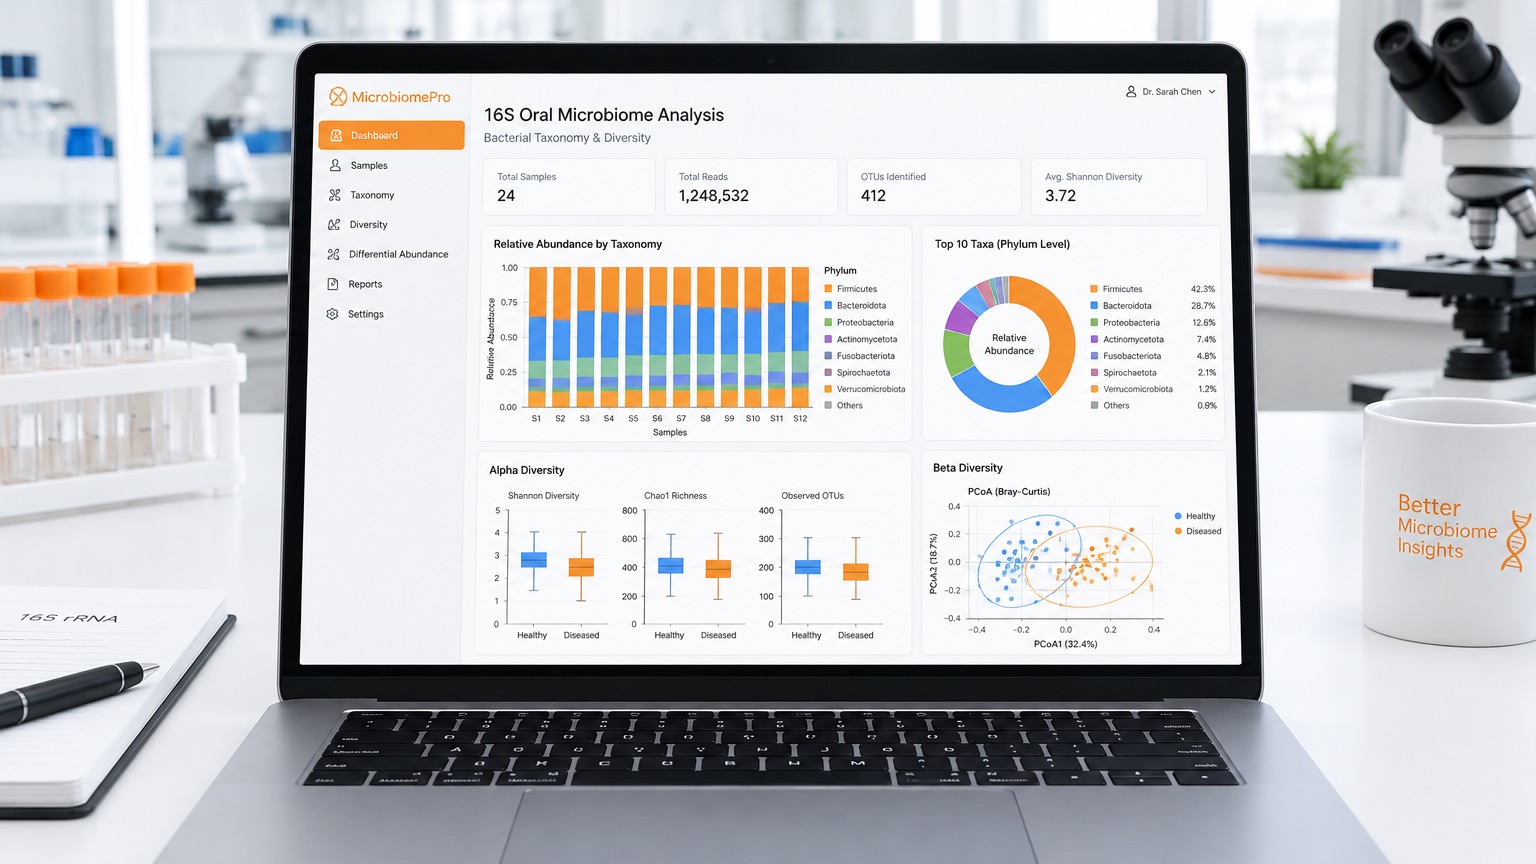 MicrobiomePro
Dashboard
Samples
Taxonomy
Diversity
Differential Abundance
Reports
Settings
Dr. Sarah Chen
16S Oral Microbiome Analysis
Bacterial Taxonomy & Diversity
Total Samples
24
Total Reads
1,248,532
OTUs Identified
412
Avg. Shannon Diversity
3.72
Relative Abundance by Taxonomy
1.00
0.75
0.50
0.25
0.00
S1 S2 S3 S4 S5 S6 S7 S8 S9 S10 S11 S12
Samples
Phylum
Firmicutes
Bacteroidota
Proteobacteria
Actinomycetota
Fusobacteriota
Spirochaetota
Verrucomicrobiota
Others
Top 10 Taxa (Phylum Level)
Relative
Abundance
Firmicutes 42.3%
Bacteroidota 28.7%
Proteobacteria 12.6%
Actinomycetota 7.4%
Fusobacteriota 4.8%
Spirochaetota 2.1%
Verrucomicrobiota 1.2%
Others 0.9%
Alpha Diversity
Shannon Diversity
5
4
3
2
1
0
Healthy Diseased
Chao1 Richness
800
600
400
200
0
Healthy Diseased
Observed OTUs
400
300
200
100
0
Healthy Diseased
Beta Diversity
PCoA (Bray-Curtis)
0.4
0.2
0.0
−0.2
−0.4
−0.4 −0.2 0.0 0.2 0.4
PCoA1 (32.4%)
Healthy
Diseased
16S rRNA
Better
Microbiome
Insights